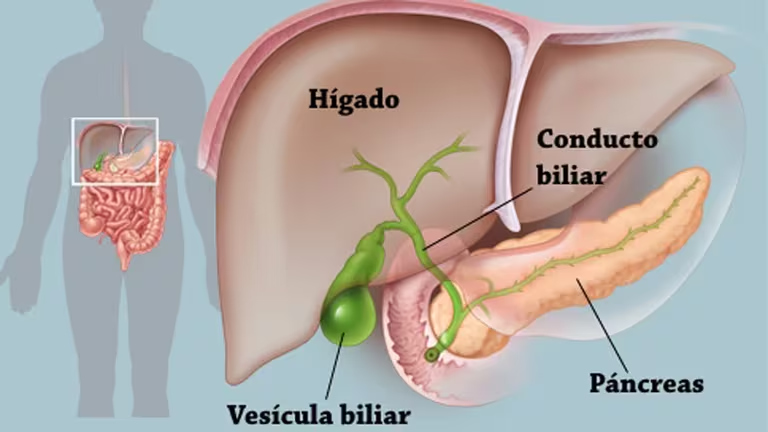 Hígado
Conducto
biliar
Páncreas
Vesícula biliar